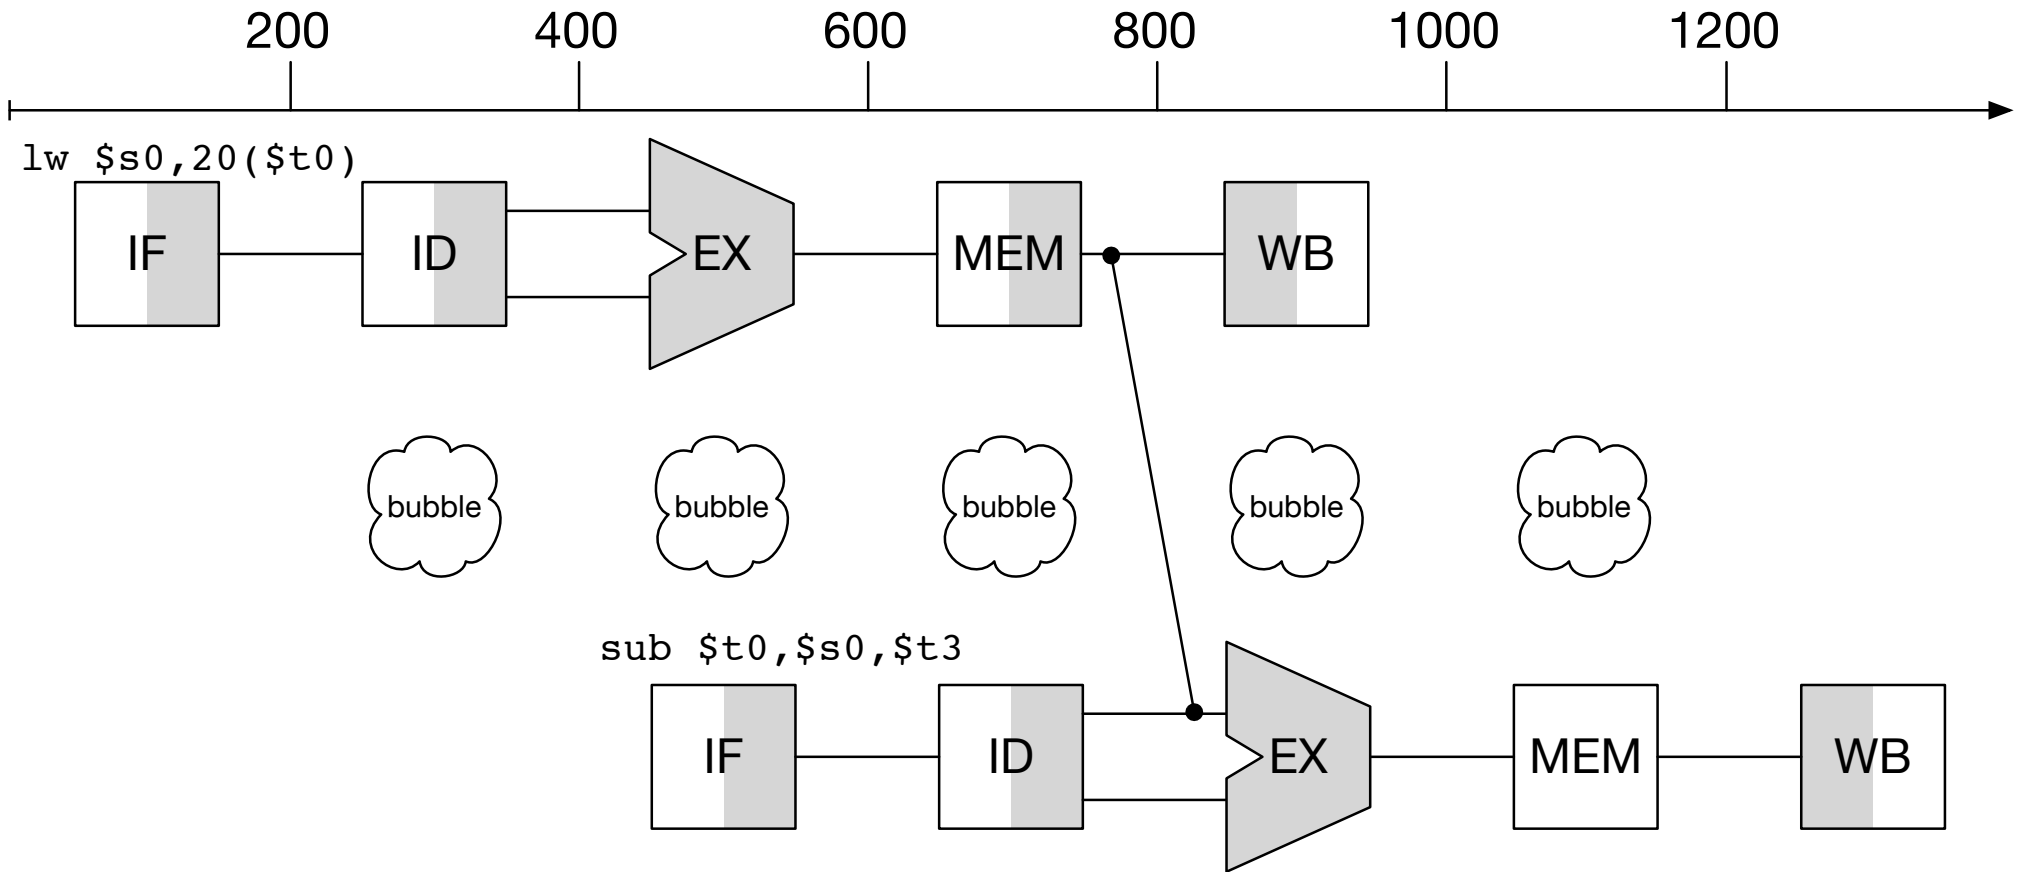 200 400 600 800 1000 1200
lw $s0,20($t0)
IF ID EX MEM WB
bubble bubble bubble bubble bubble
sub $t0,$s0,$t3
IF ID EX MEM WB